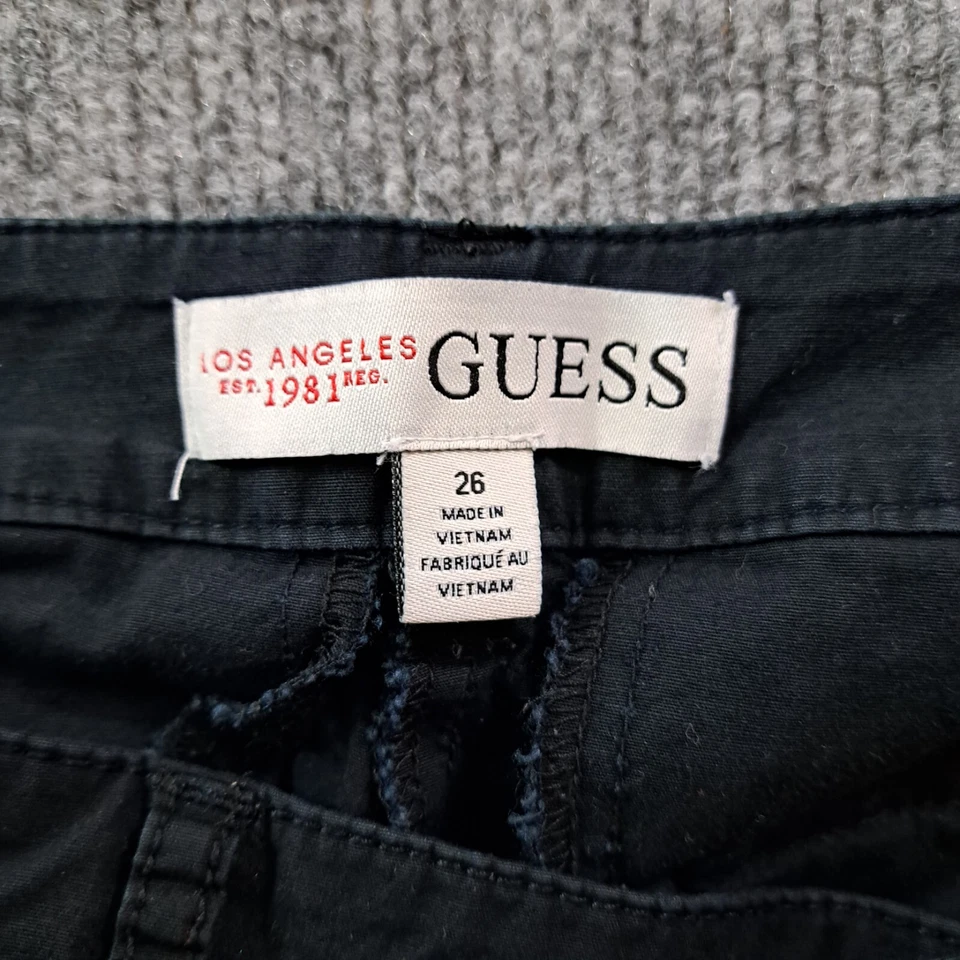 LOS ANGELES
EST. 1981 REG.
GUESS
26
MADE IN
VIETNAM
FABRIQUÉ AU
VIETNAM